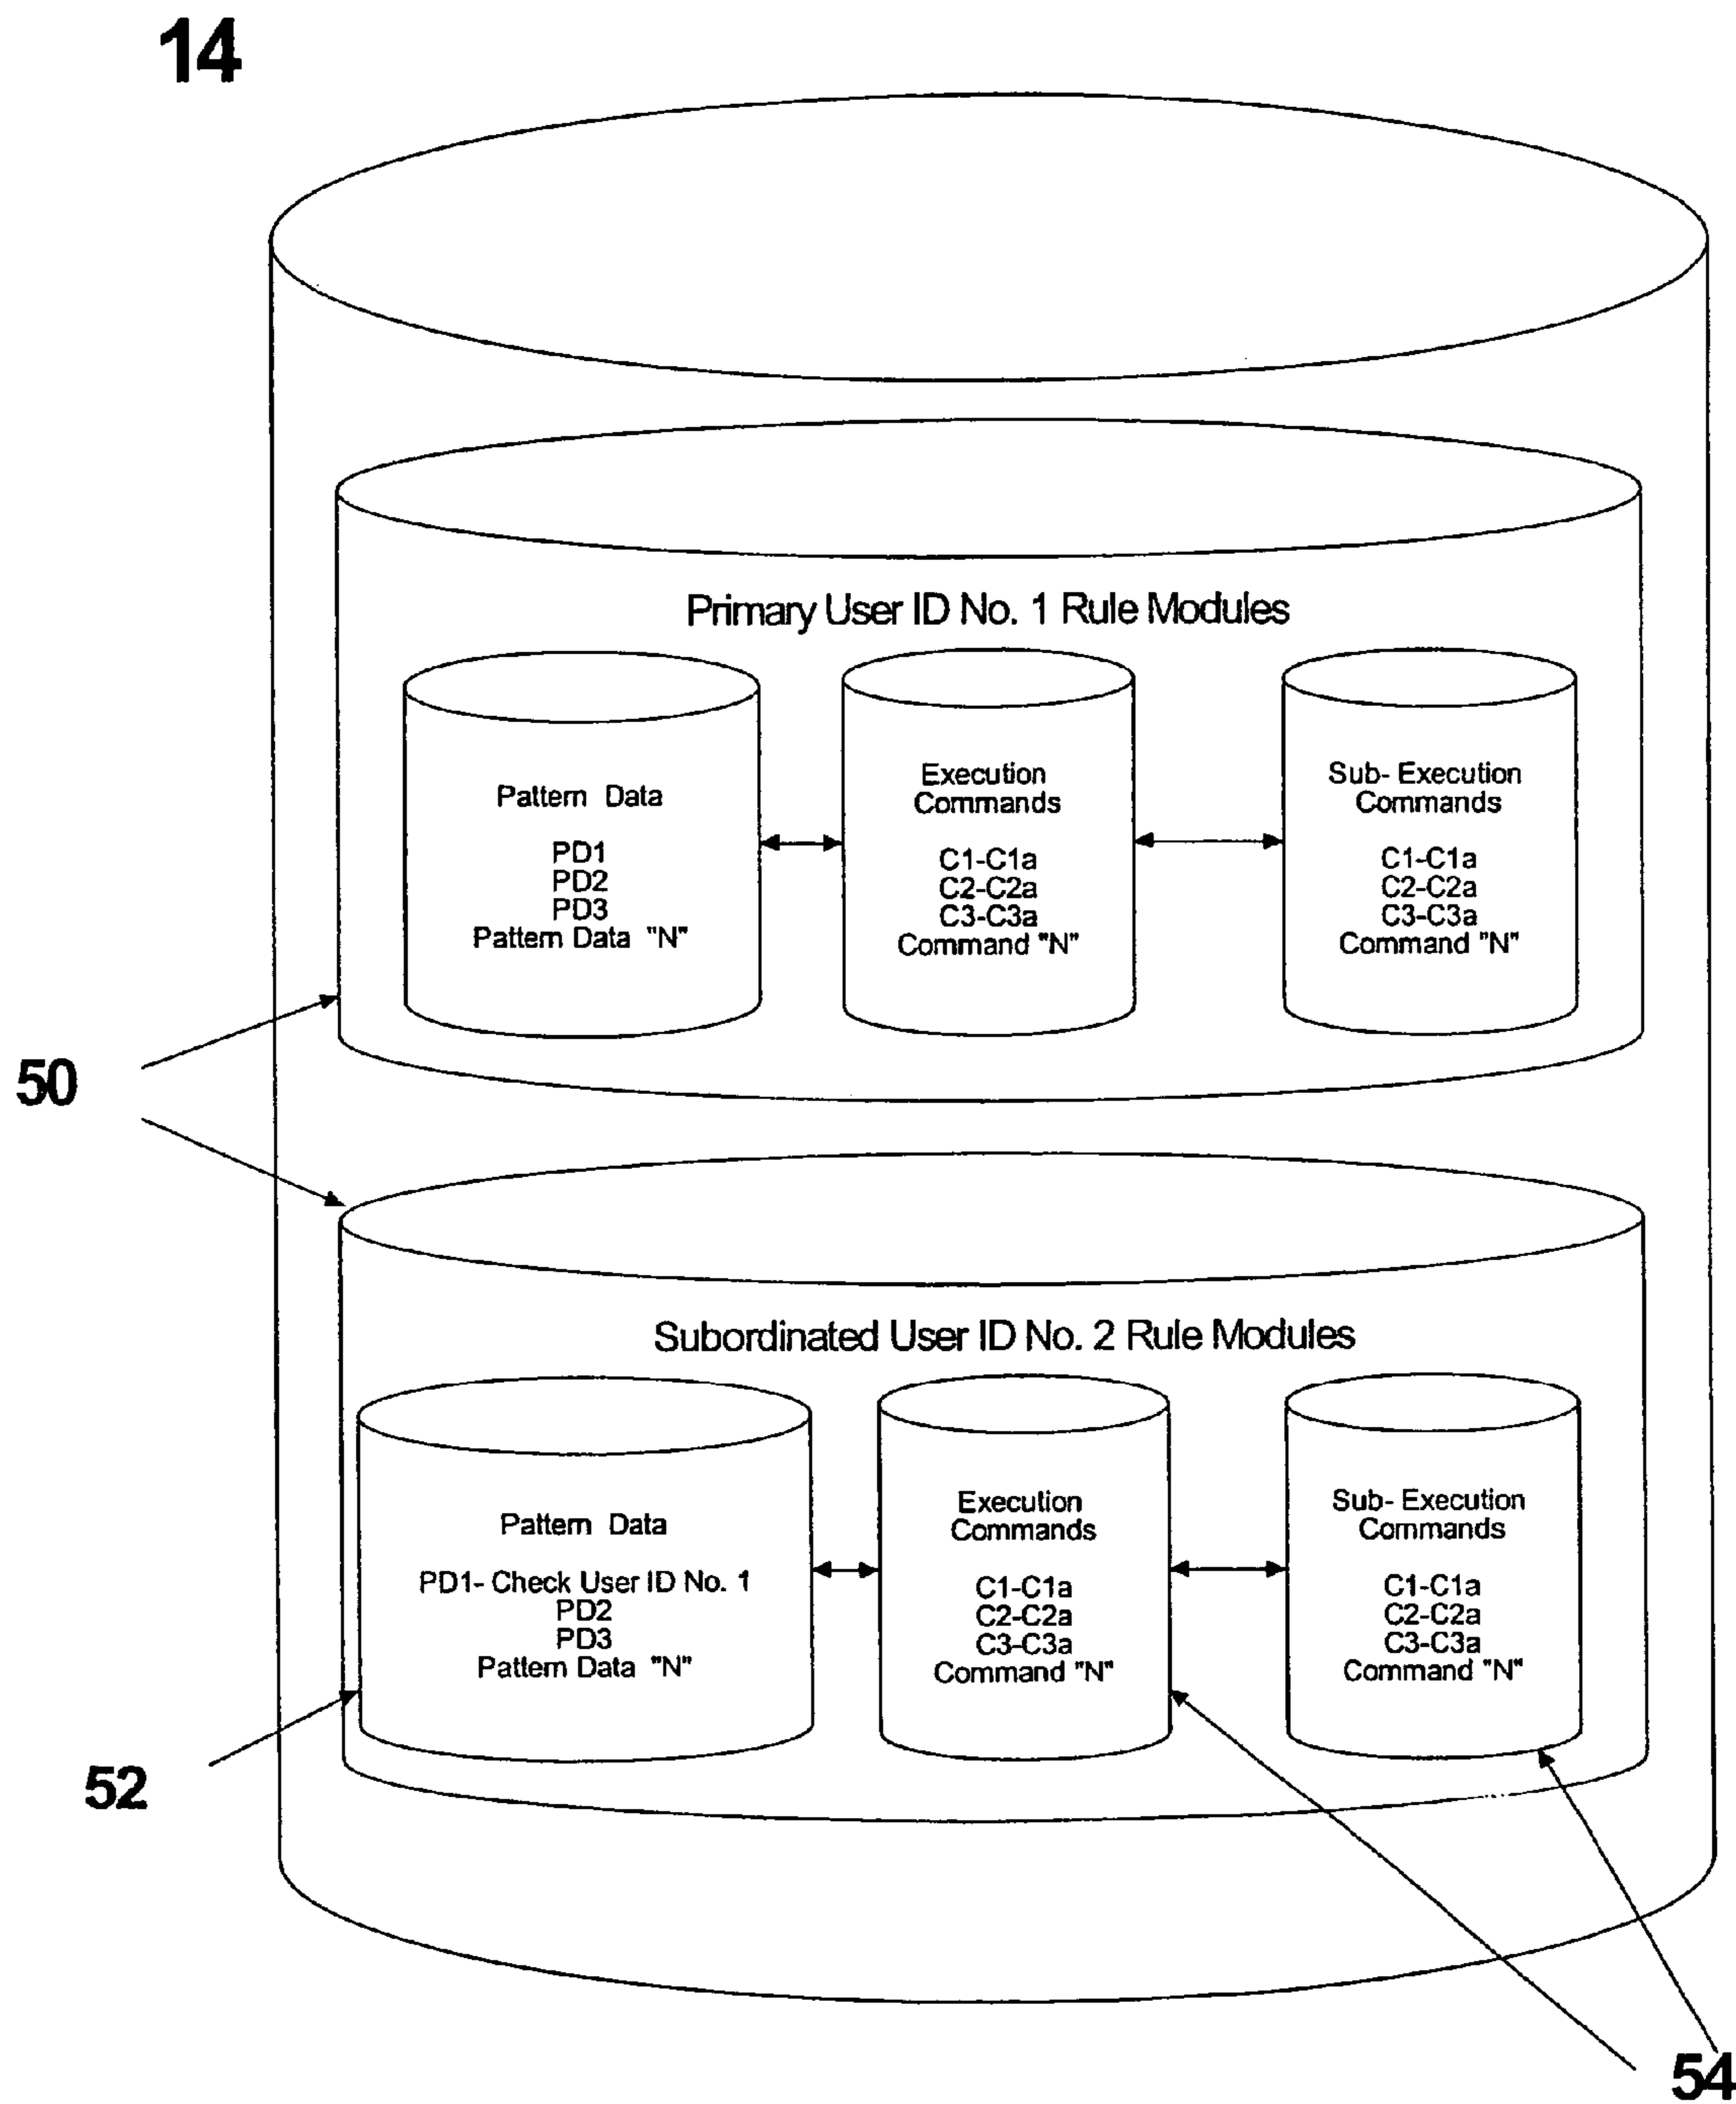 14
Primary User ID No. 1 Rule Modules
Pattern Data
PD1
PD2
PD3
Pattern Data "N"
Execution
Commands
C1-C1a
C2-C2a
C3-C3a
Command "N"
Sub- Execution
Commands
C1-C1a
C2-C2a
C3-C3a
Command "N"
50
Subordinated User ID No. 2 Rule Modules
Pattern Data
PD1- Check User ID No. 1
PD2
PD3
Pattern Data "N"
Execution
Commands
C1-C1a
C2-C2a
C3-C3a
Command "N"
Sub- Execution
Commands
C1-C1a
C2-C2a
C3-C3a
Command "N"
52
54